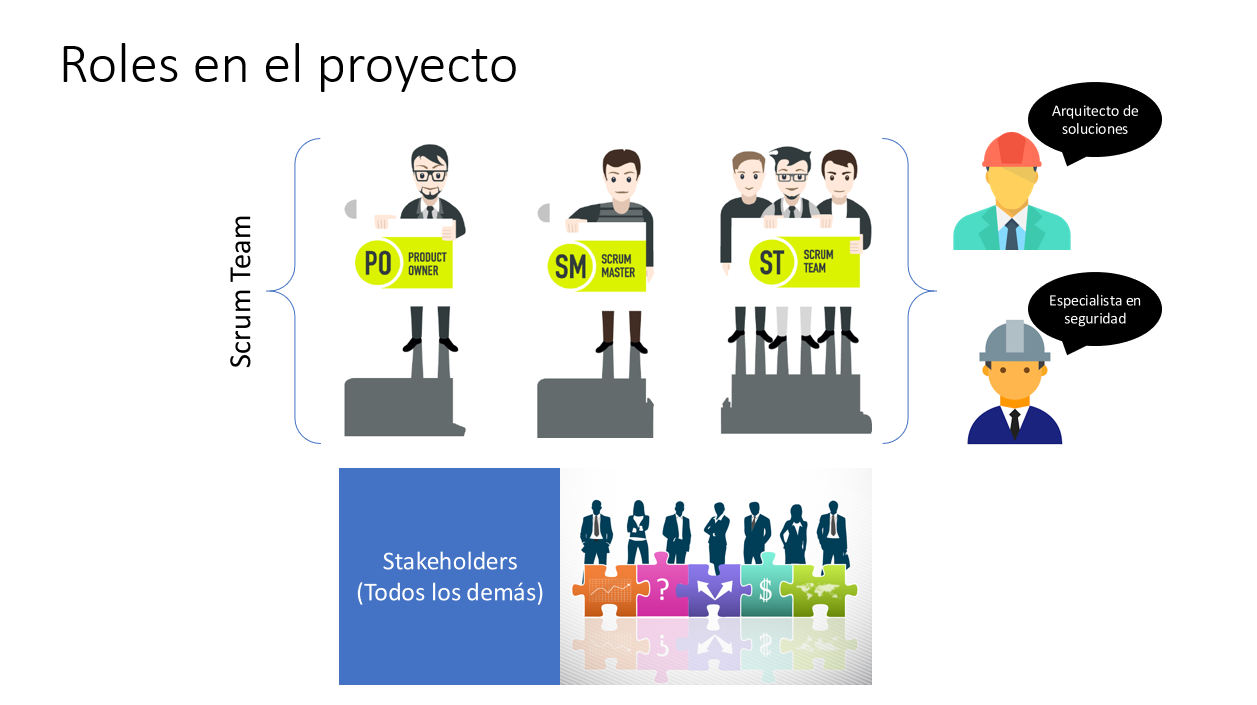 Roles en el proyecto
Scrum Team
PO
PRODUCT
OWNER
SM
SCRUM
MASTER
ST
SCRUM
TEAM
Arquitecto de
soluciones
Especialista en
seguridad
Stakeholders
(Todos los demás)
?
$